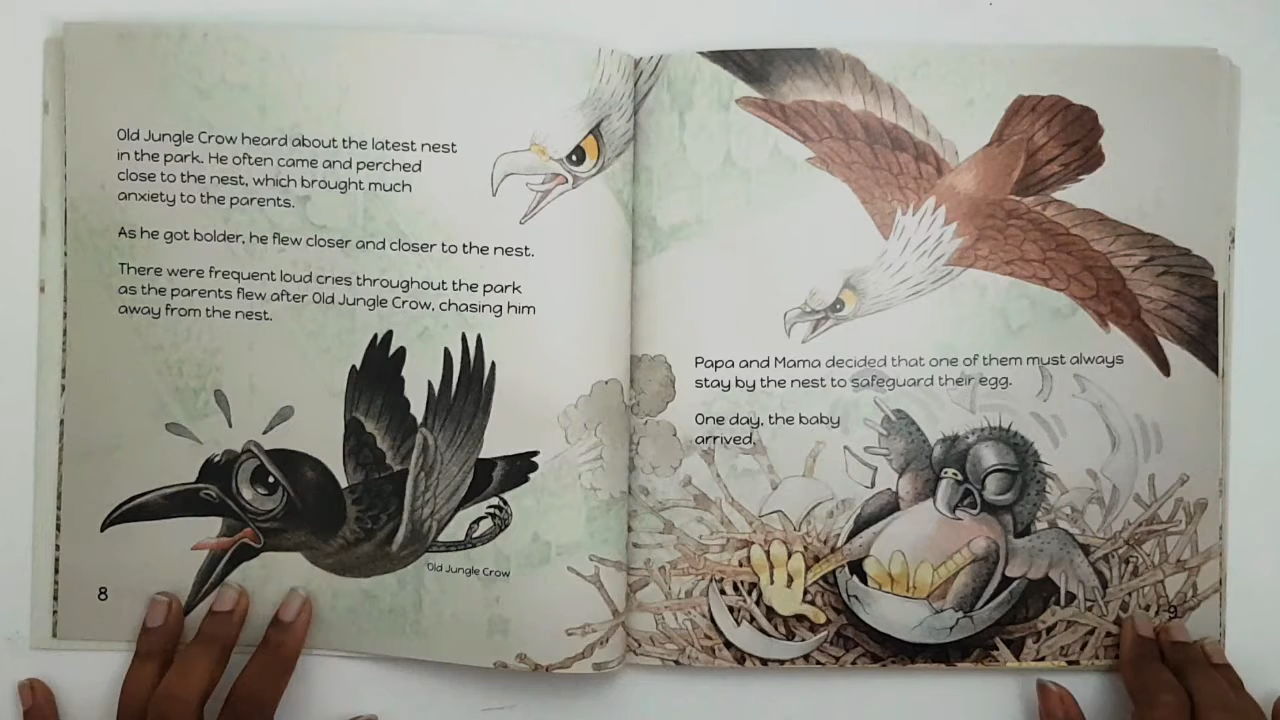 Old Jungle Crow heard about the latest nest
in the park. He often came and perched
close to the nest, which brought much
anxiety to the parents.
As he got bolder, he flew closer and closer to the nest.
There were frequent loud cries throughout the park
as the parents flew after Old Jungle Crow, chasing him
away from the nest.
Old Jungle Crow
8
Papa and Mama decided that one of them must always
stay by the nest to safeguard their egg.
One day, the baby
arrived.
9